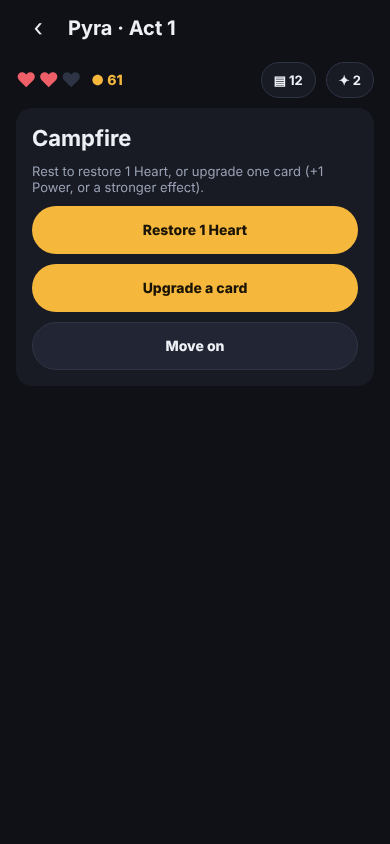 Pyra · Act 1
61
12
2
Campfire
Rest to restore 1 Heart, or upgrade one card (+1
Power, or a stronger effect).
Restore 1 Heart
Upgrade a card
Move on